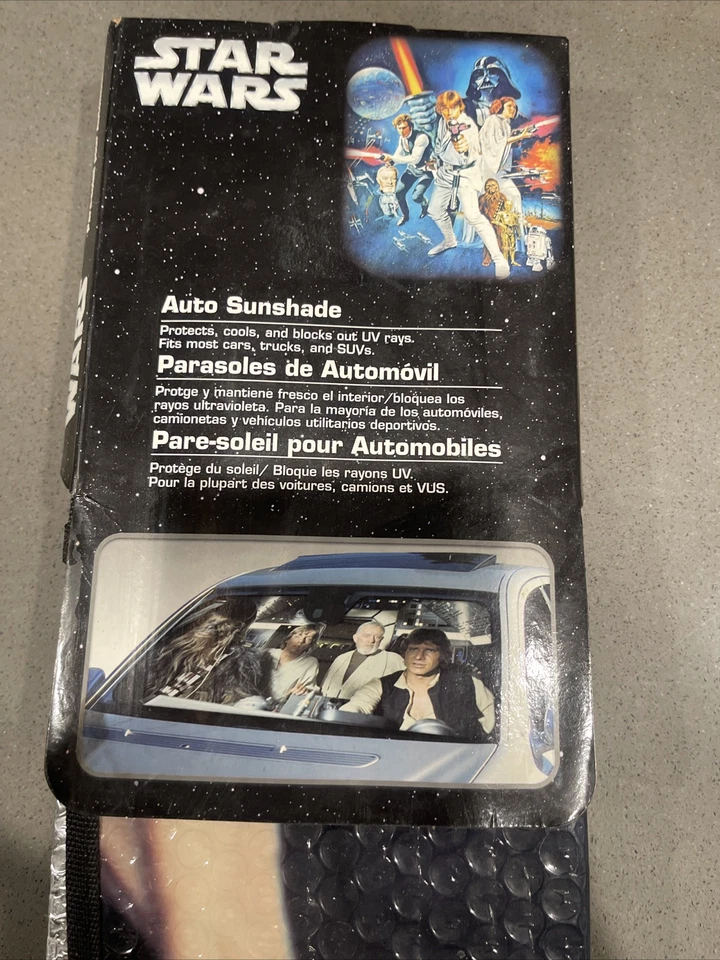 STAR
WARS
Auto Sunshade
Protects, cools, and blocks out UV rays.
Fits most cars, trucks, and SUVs.
Parasoles de Automóvil
Protge y mantiene fresco el interior/bloquea los
rayos ultravioleta. Para la mayoría de los automóviles,
camionetas y vehículos utilitarios deportivos.
Pare-soleil pour Automobiles
Protège du soleil/ Bloque les rayons UV.
Pour la plupart des voitures, camions et VUS.
WARS